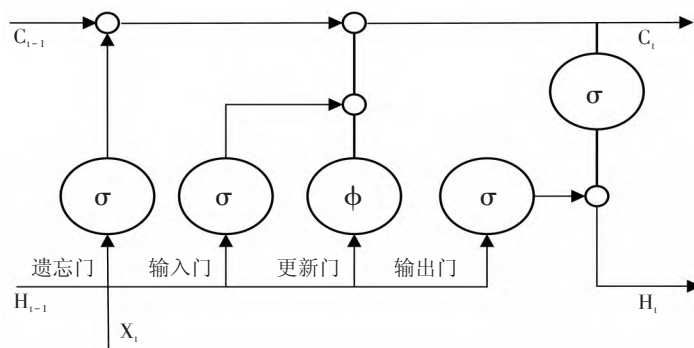 C_{t-1}
C_t
σ
σ
σ
ϕ
σ
遗忘门
输入门
更新门
输出门
H_{t-1}
H_t
X_t